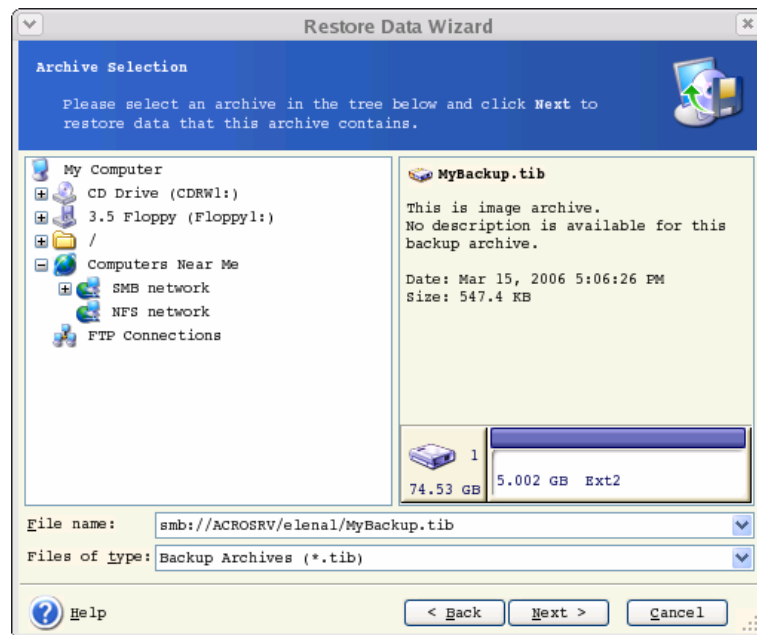 Restore Data Wizard
Archive Selection
Please select an archive in the tree below and click Next to
restore data that this archive contains.
My Computer
CD Drive (CDRW1:)
3.5 Floppy (Floppy1:)
/
Computers Near Me
SMB network
NFS network
FTP Connections
MyBackup.tib
This is image archive.
No description is available for this
backup archive.
Date: Mar 15, 2006 5:06:26 PM
Size: 547.4 KB
1
74.53 GB
5.002 GB Ext2
File name: smb://ACROSRV/elenal/MyBackup.tib
Files of type: Backup Archives (*.tib)
Help
< Back
Next >
Cancel